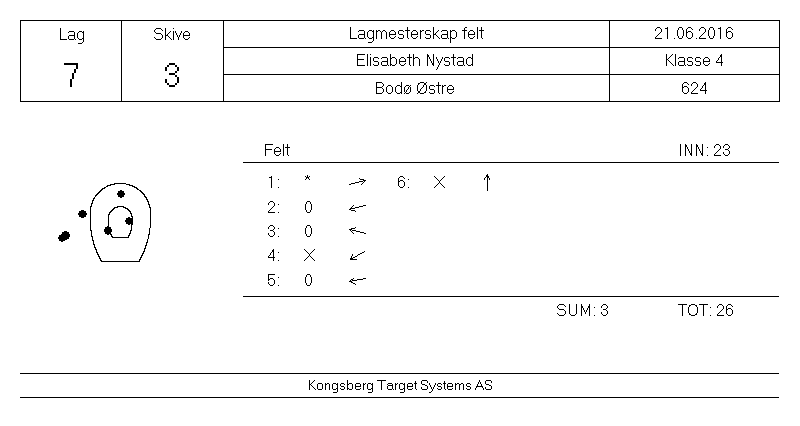 Lag Skive Lagmesterskap felt 21.06.2016
7 3 Elisabeth Nystad Klasse 4
Bodø Østre 624
Felt INN: 23
1: * → 6: X ↑
2: 0 ←
3: 0 ←
4: X ↙
5: 0 ←
SUM: 3 TOT: 26
Kongsberg Target Systems AS